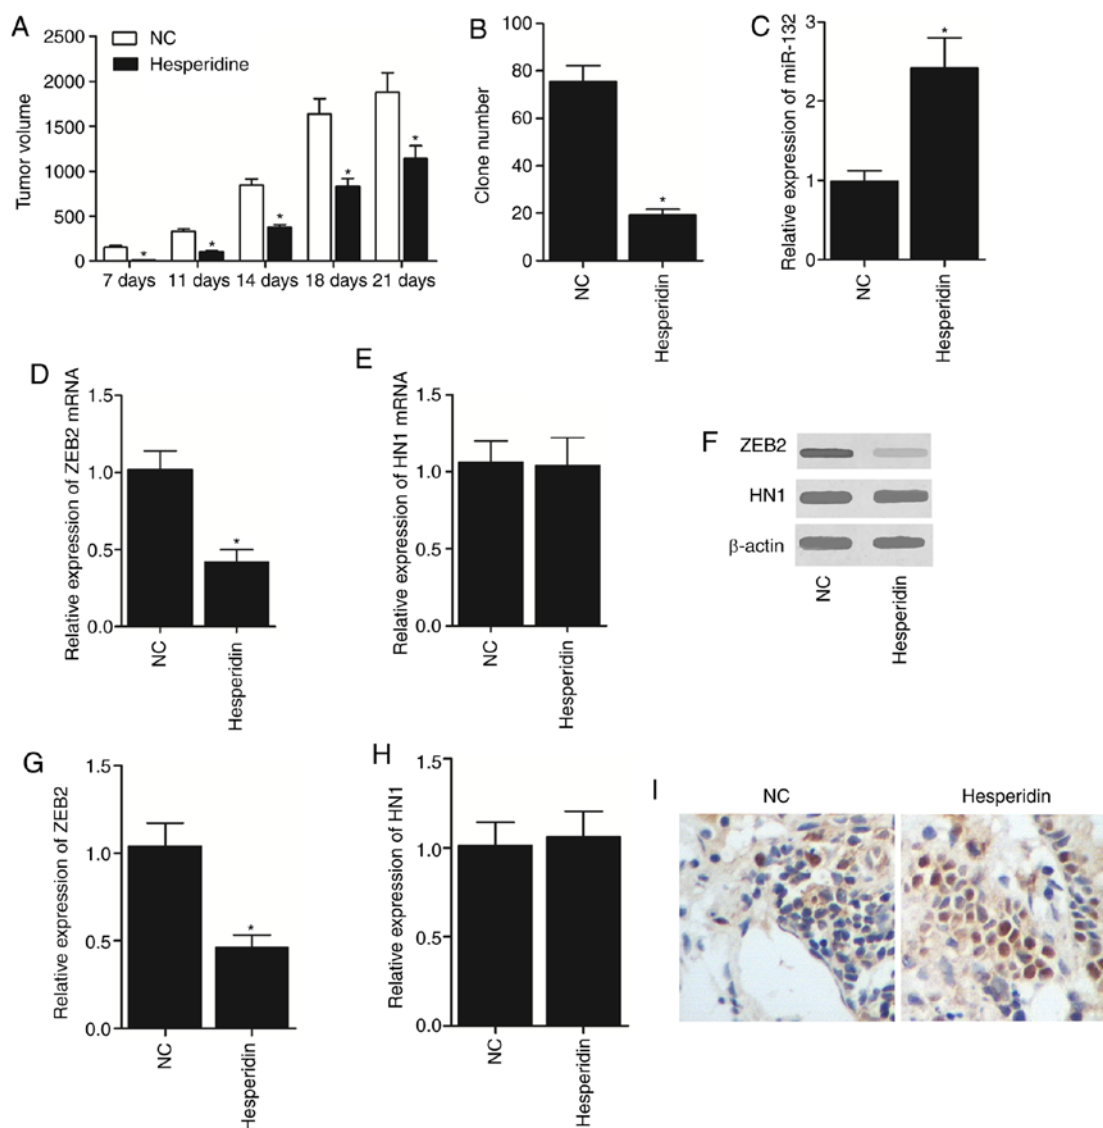 A
Tumor volume
2500
2000
1500
1000
500
0
NC
Hesperidine
*
*
*
*
*
7 days
11 days
14 days
18 days
21 days
B
Clone number
100
80
60
40
20
0
*
NC
Hesperidin
C
Relative expression of miR-132
3
2
1
0
*
NC
Hesperidin
D
Relative expression of ZEB2 mRNA
1.5
1.0
0.5
0.0
*
NC
Hesperidin
E
Relative expression of HN1 mRNA
1.5
1.0
0.5
0.0
NC
Hesperidin
F
ZEB2
HN1
β-actin
NC
Hesperidin
G
Relative expression of ZEB2
1.5
1.0
0.5
0.0
*
NC
Hesperidin
H
Relative expression of HN1
1.5
1.0
0.5
0.0
NC
Hesperidin
I
NC
Hesperidin